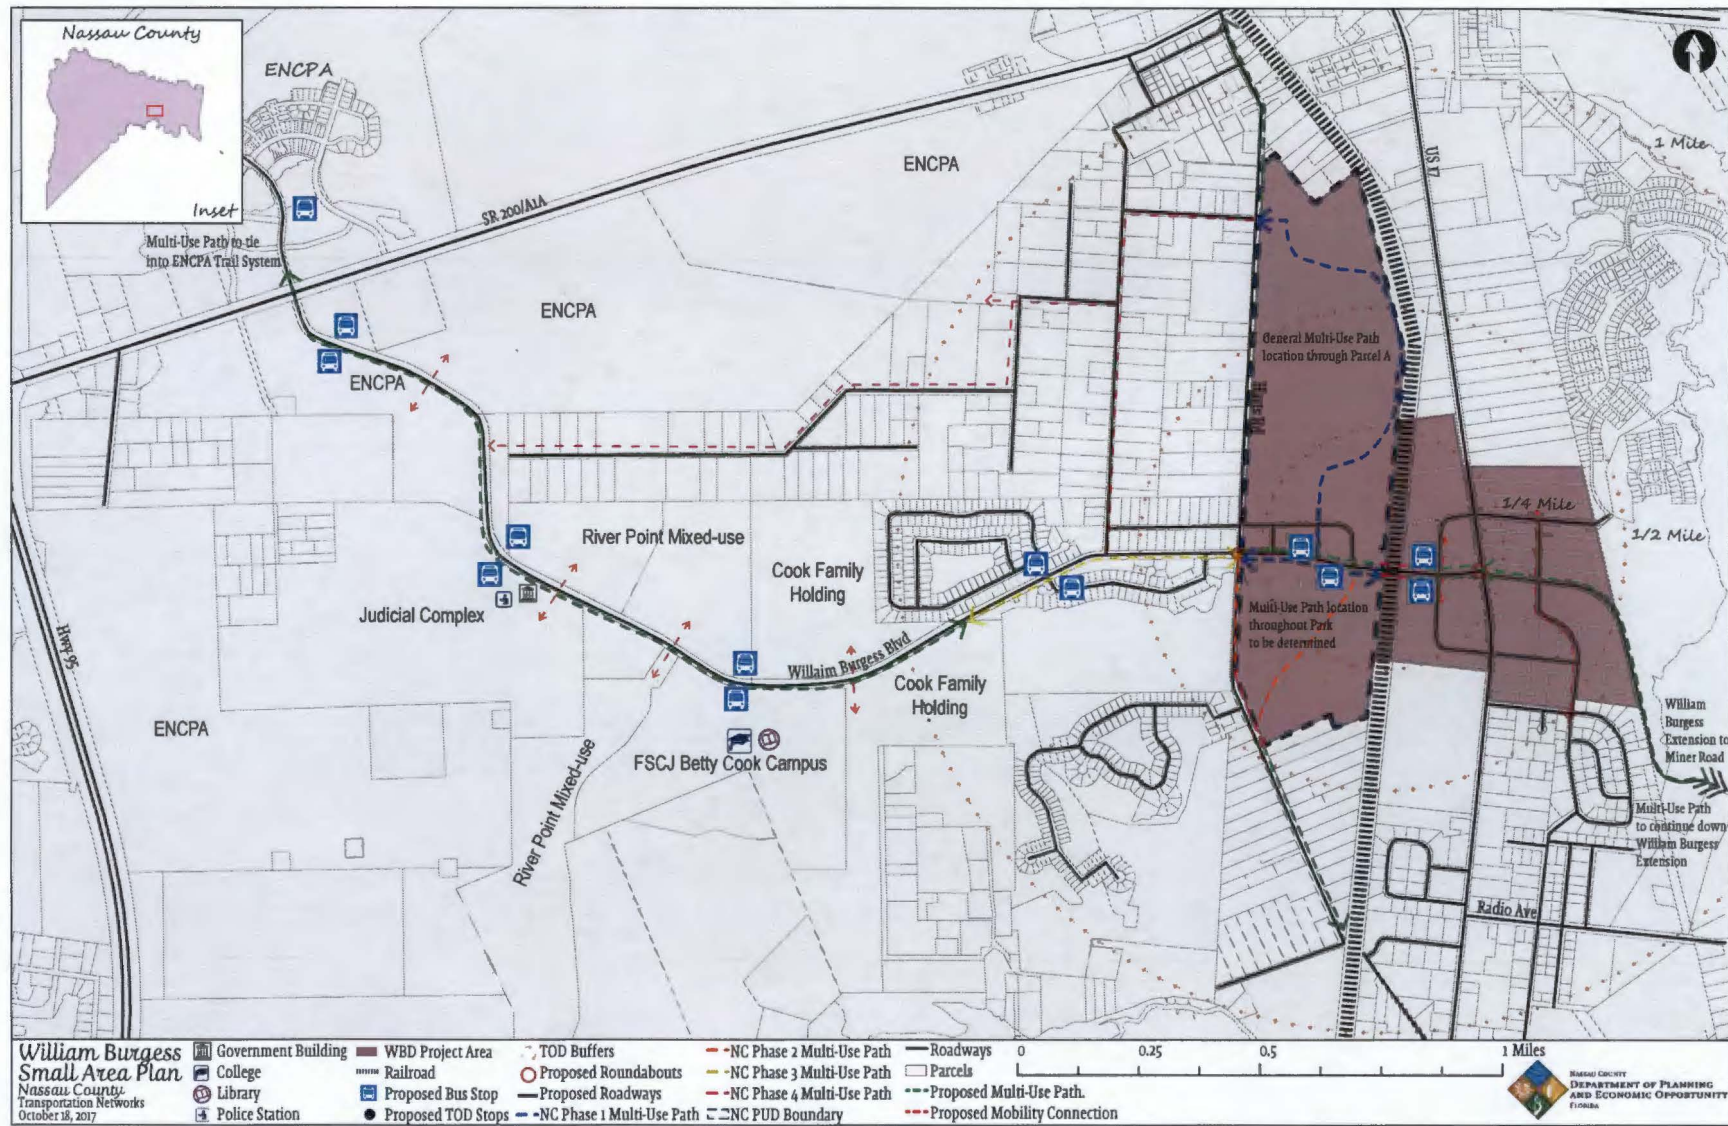 Nassau County
Inset
ENCPA
Multi-Use Path to tie
into ENCPA Trail System
SR 200/A1A
ENCPA
US 17
1 Mile
ENCPA
ENCPA
General Multi-Use Path
location through Parcel A
1/4 Mile
1/2 Mile
River Point Mixed-use
Cook Family
Holding
Judicial Complex
Multi-Use Path location
throughout Park
to be determined
Hwy 95
Willaim Burgess Blvd
Cook Family
Holding
ENCPA
FSCJ Betty Cook Campus
River Point Mixed-use
William
Burgess
Extension to
Miner Road
Multi-Use Path
to continue down
William Burgess
Extension
Radio Ave
William Burgess
Small Area Plan
Nassau County
Transportation Networks
October 18, 2017
Government Building
College
Library
Police Station
WBD Project Area
Railroad
Proposed Bus Stop
Proposed TOD Stops
TOD Buffers
Proposed Roundabouts
Proposed Roadways
NC Phase 1 Multi-Use Path
NC Phase 2 Multi-Use Path
NC Phase 3 Multi-Use Path
NC Phase 4 Multi-Use Path
NC PUD Boundary
Roadways
Parcels
Proposed Multi-Use Path.
Proposed Mobility Connection
0 0.25 0.5 1 Miles
NASSAU COUNTY
DEPARTMENT OF PLANNING
AND ECONOMIC OPPORTUNITY
FLORIDA